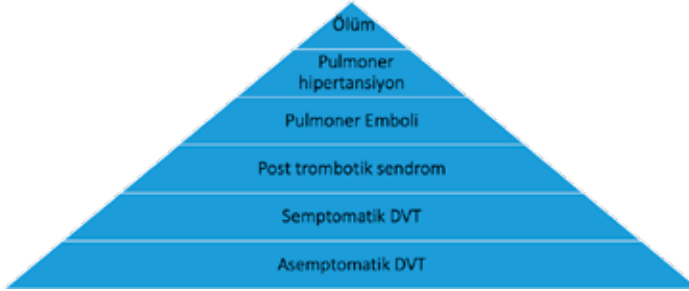 Ölüm
Pulmoner
hipertansiyon
Pulmoner Emboli
Post trombotik sendrom
Semptomatik DVT
Asemptomatik DVT